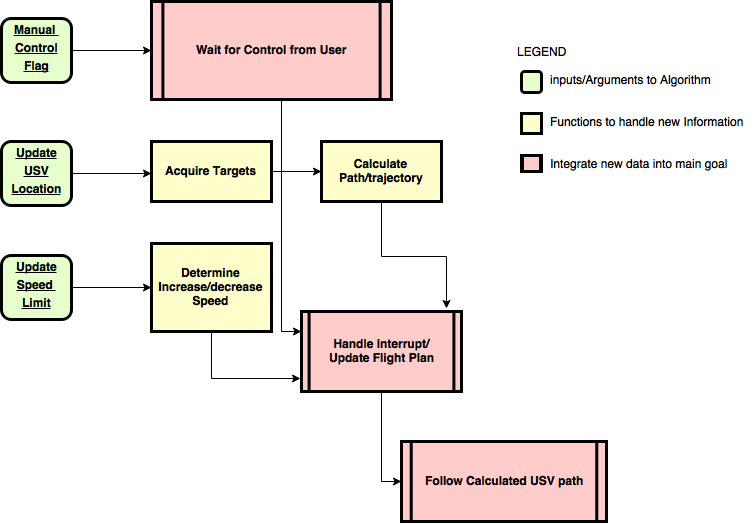 Manual
Control
Flag
Wait for Control from User
LEGEND
inputs/Arguments to Algorithm
Functions to handle new Information
Integrate new data into main goal
Update
USV
Location
Acquire Targets
Calculate
Path/trajectory
Update
Speed
Limit
Determine
Increase/decrease
Speed
Handle Interrupt/
Update Flight Plan
Follow Calculated USV path